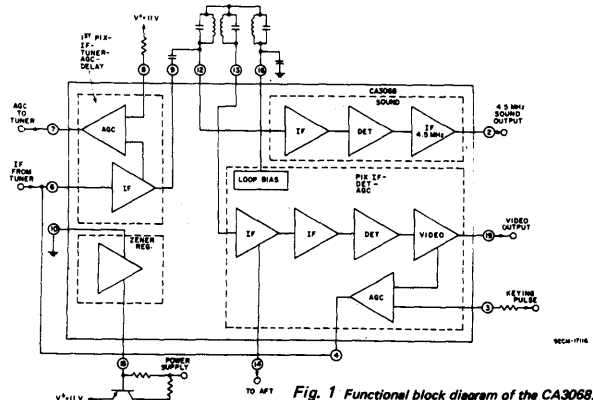 V⁺=11 V
1ST PIX-
IF-
TUNER-
AGC-
DELAY
8
9
12
13
16
CA3068
SOUND
AGC TO
TUNER
7
AGC
IF
DET
IF
4.5 MHz
2
4.5 MHz
SOUND
OUTPUT
IF FROM
TUNER
6
IF
LOOP BIAS
PIX IF-
DET-
AGC
10
ZENER
REG.
IF
IF
DET
VIDEO
19
VIDEO
OUTPUT
AGC
3
KEYING
PULSE
4
92CM-17116
18
POWER
SUPPLY
14
TO AFT
V⁺=11 V
Fig. 1 Functional block diagram of the CA3068.